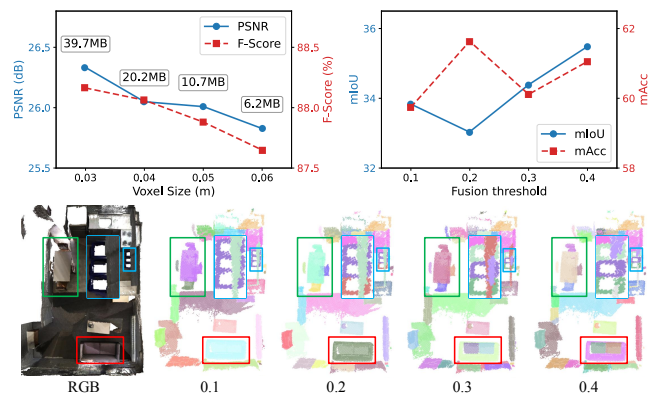 PSNR
F-Score
39.7MB
20.2MB
10.7MB
6.2MB
26.5
26.0
25.5
PSNR (dB)
88.5
88.0
87.5
F-Score (%)
0.03
0.04
0.05
0.06
Voxel Size (m)
36
34
32
mIoU
62
60
58
mAcc
mIoU
mAcc
0.1
0.2
0.3
0.4
Fusion threshold
RGB
0.1
0.2
0.3
0.4